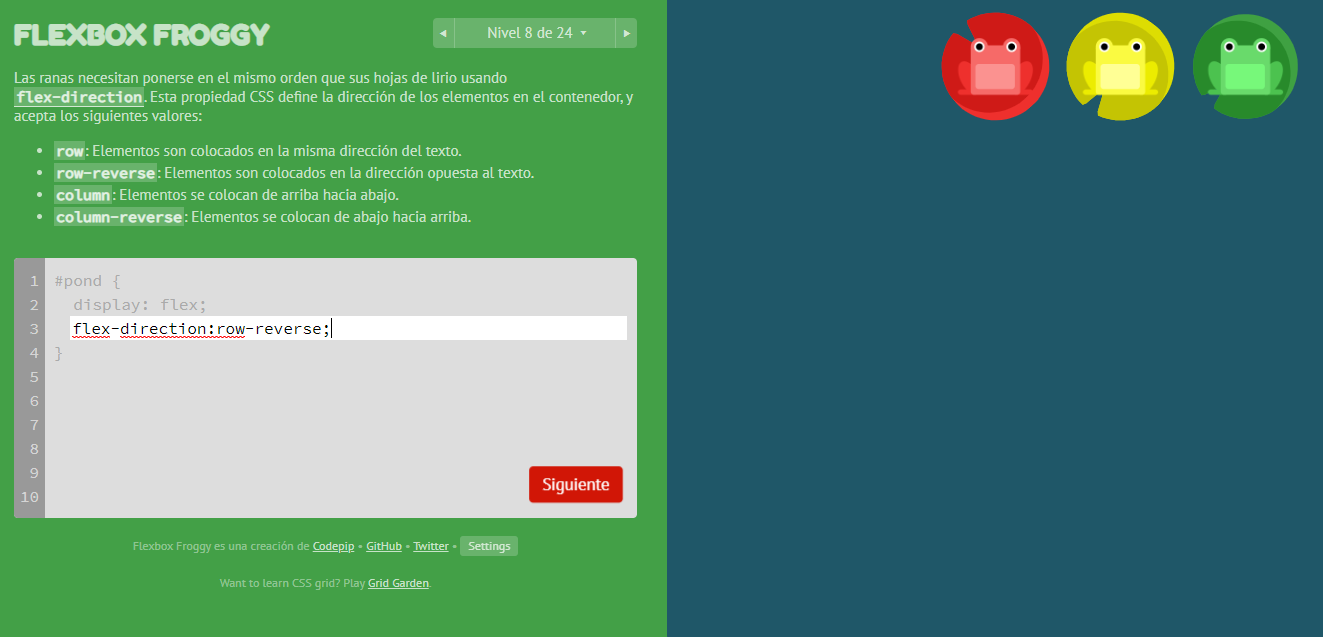 FLEXBOX FROGGY
◀ Nivel 8 de 24 ▾ ▶
Las ranas necesitan ponerse en el mismo orden que sus hojas de lirio usando
flex-direction. Esta propiedad CSS define la dirección de los elementos en el contenedor, y
acepta los siguientes valores:
• row: Elementos son colocados en la misma dirección del texto.
• row-reverse: Elementos son colocados en la dirección opuesta al texto.
• column: Elementos se colocan de arriba hacia abajo.
• column-reverse: Elementos se colocan de abajo hacia arriba.
1 #pond {
2 display: flex;
3 flex-direction:row-reverse;
4 }
5
6
7
8
9
10
Siguiente
Flexbox Froggy es una creación de Codepip • GitHub • Twitter • Settings
Want to learn CSS grid? Play Grid Garden.